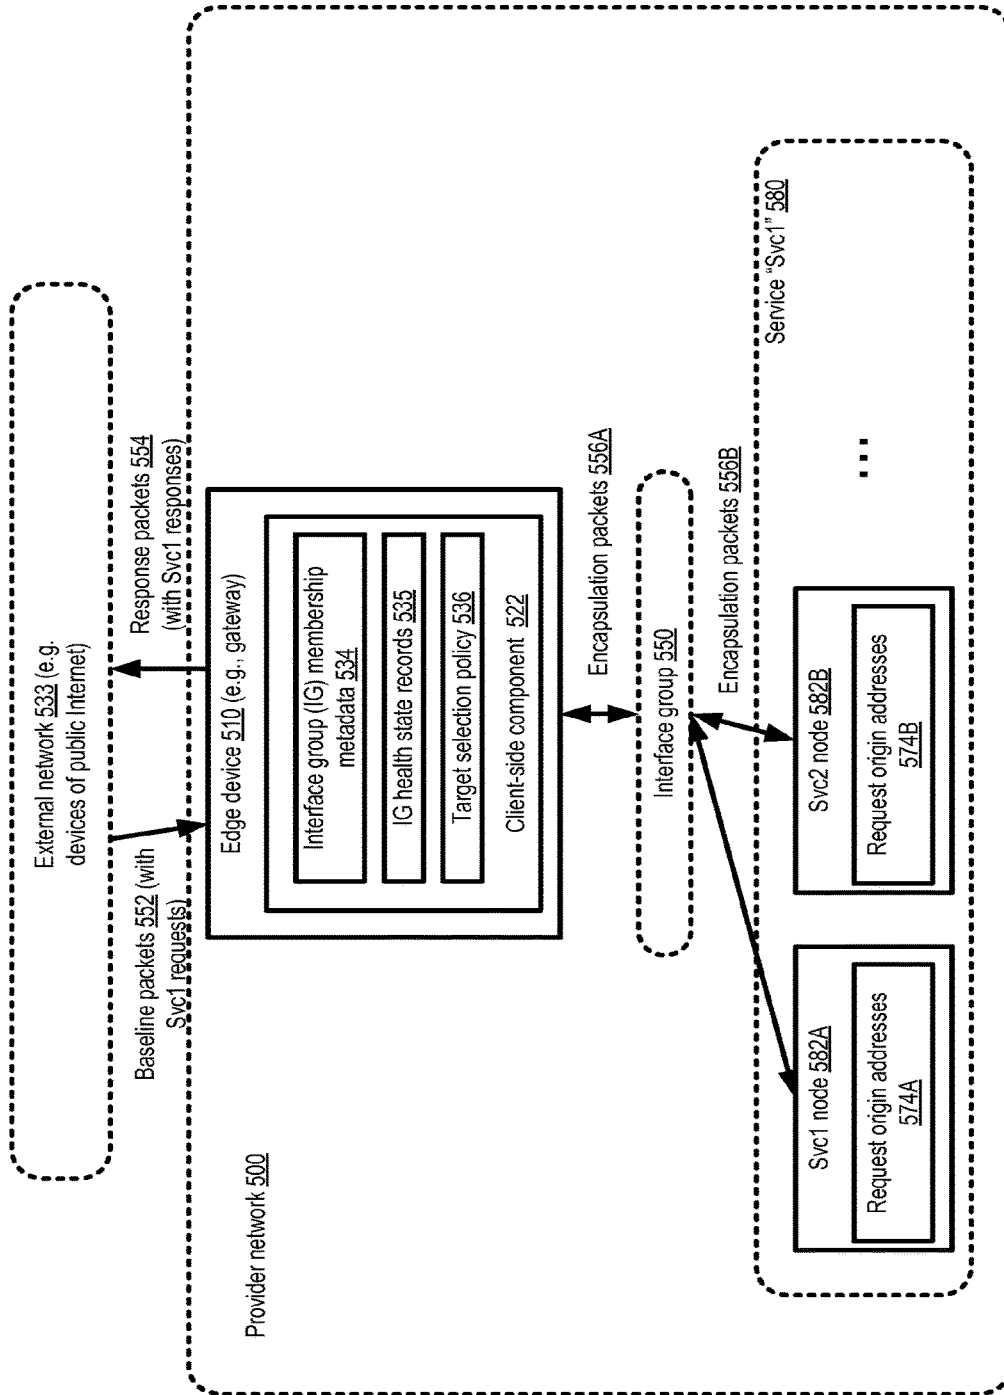 External network 533 (e.g.
devices of public Internet)
Baseline packets 552 (with
Svc1 requests)
Response packets 554
(with Svc1 responses)
Provider network 500
Edge device 510 (e.g., gateway)
Interface group (IG) membership
metadata 534
IG health state records 535
Target selection policy 536
Client-side component 522
Encapsulation packets 556A
Interface group 550
Encapsulation packets 556B
Service “Svc1” 580
Svc1 node 582A
Request origin addresses
574A
Svc2 node 582B
Request origin addresses
574B
...